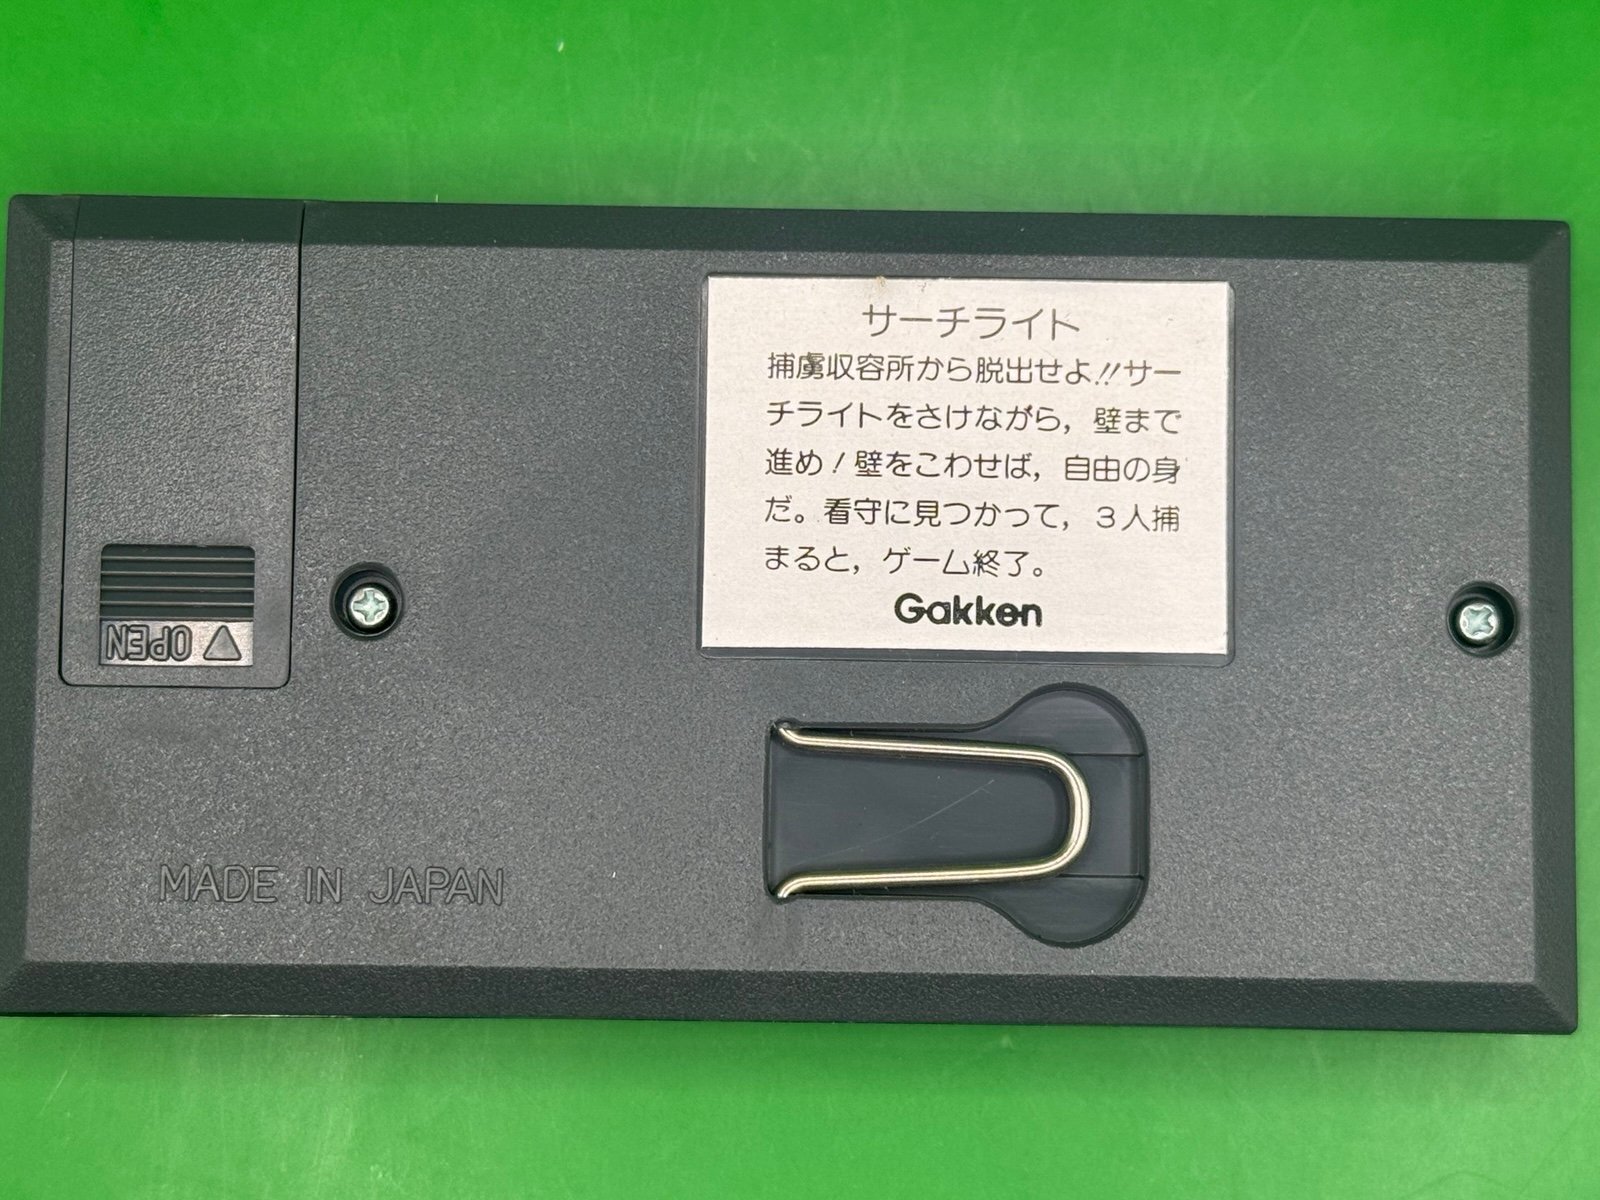 サーチライト
捕虜収容所から脱出せよ!!サー
チライトをさけながら，壁まで
進め!壁をこわせば，自由の身
だ。看守に見つかって，3人捕
まると，ゲーム終了。
Gakken
OPEN
MADE IN JAPAN